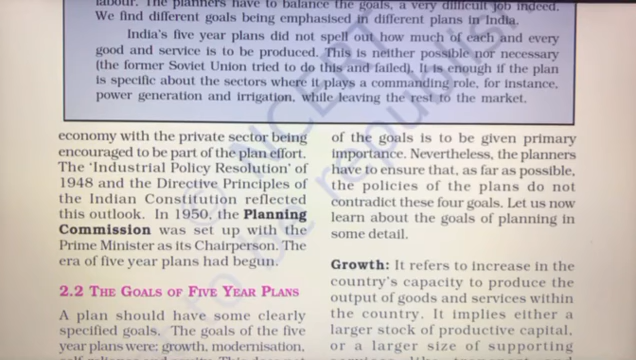 labour. The planners have to balance the goals, a very difficult job indeed.
We find different goals being emphasised in different plans in India.
India's five year plans did not spell out how much of each and every
good and service is to be produced. This is neither possible nor necessary
(the former Soviet Union tried to do this and failed). It is enough if the plan
is specific about the sectors where it plays a commanding role, for instance,
power generation and irrigation, while leaving the rest to the market.
economy with the private sector being
encouraged to be part of the plan effort.
The 'Industrial Policy Resolution' of
1948 and the Directive Principles of
the Indian Constitution reflected
this outlook. In 1950, the Planning
Commission was set up with the
Prime Minister as its Chairperson. The
era of five year plans had begun.
2.2 THE GOALS OF FIVE YEAR PLANS
A plan should have some clearly
specified goals. The goals of the five
year plans were: growth, modernisation,
of the goals is to be given primary
importance. Nevertheless, the planners
have to ensure that, as far as possible,
the policies of the plans do not
contradict these four goals. Let us now
learn about the goals of planning in
some detail.
Growth: It refers to increase in the
country's capacity to produce the
output of goods and services within
the country. It implies either a
larger stock of productive capital,
or a larger size of supporting
© NCERT
to be republished